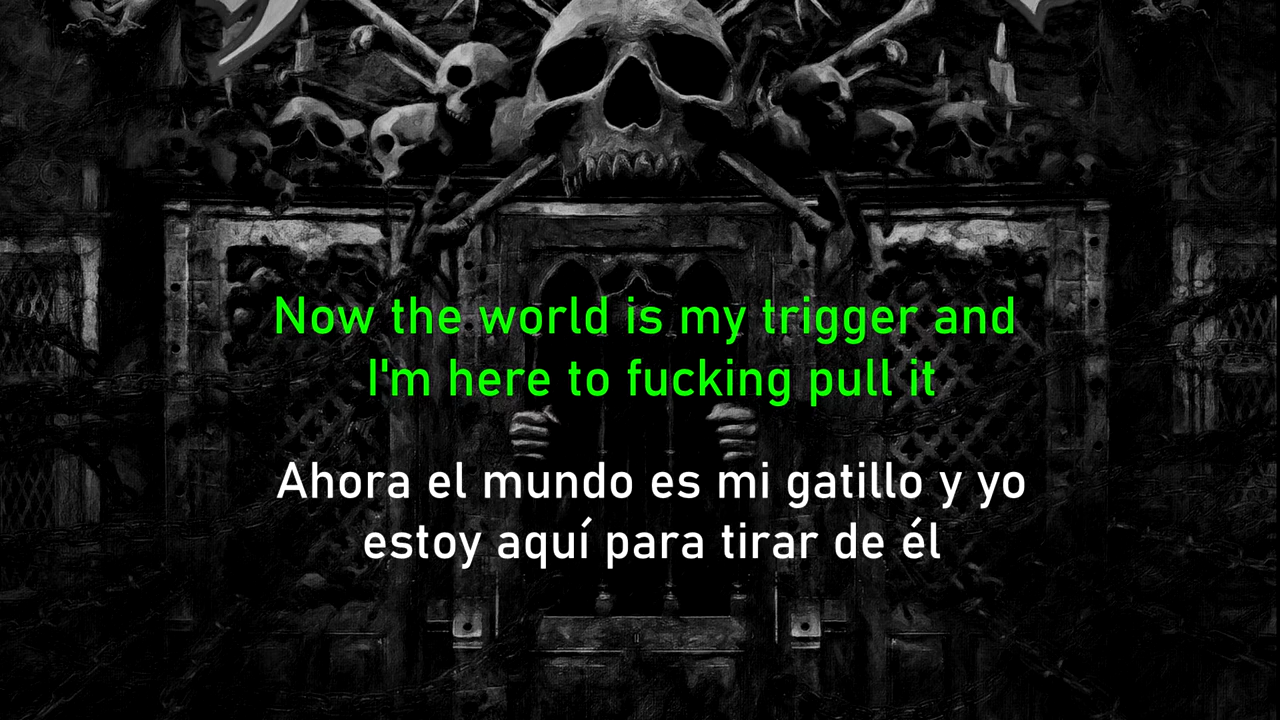 Now the world is my trigger and
I'm here to fucking pull it
Ahora el mundo es mi gatillo y yo
estoy aquí para tirar de él